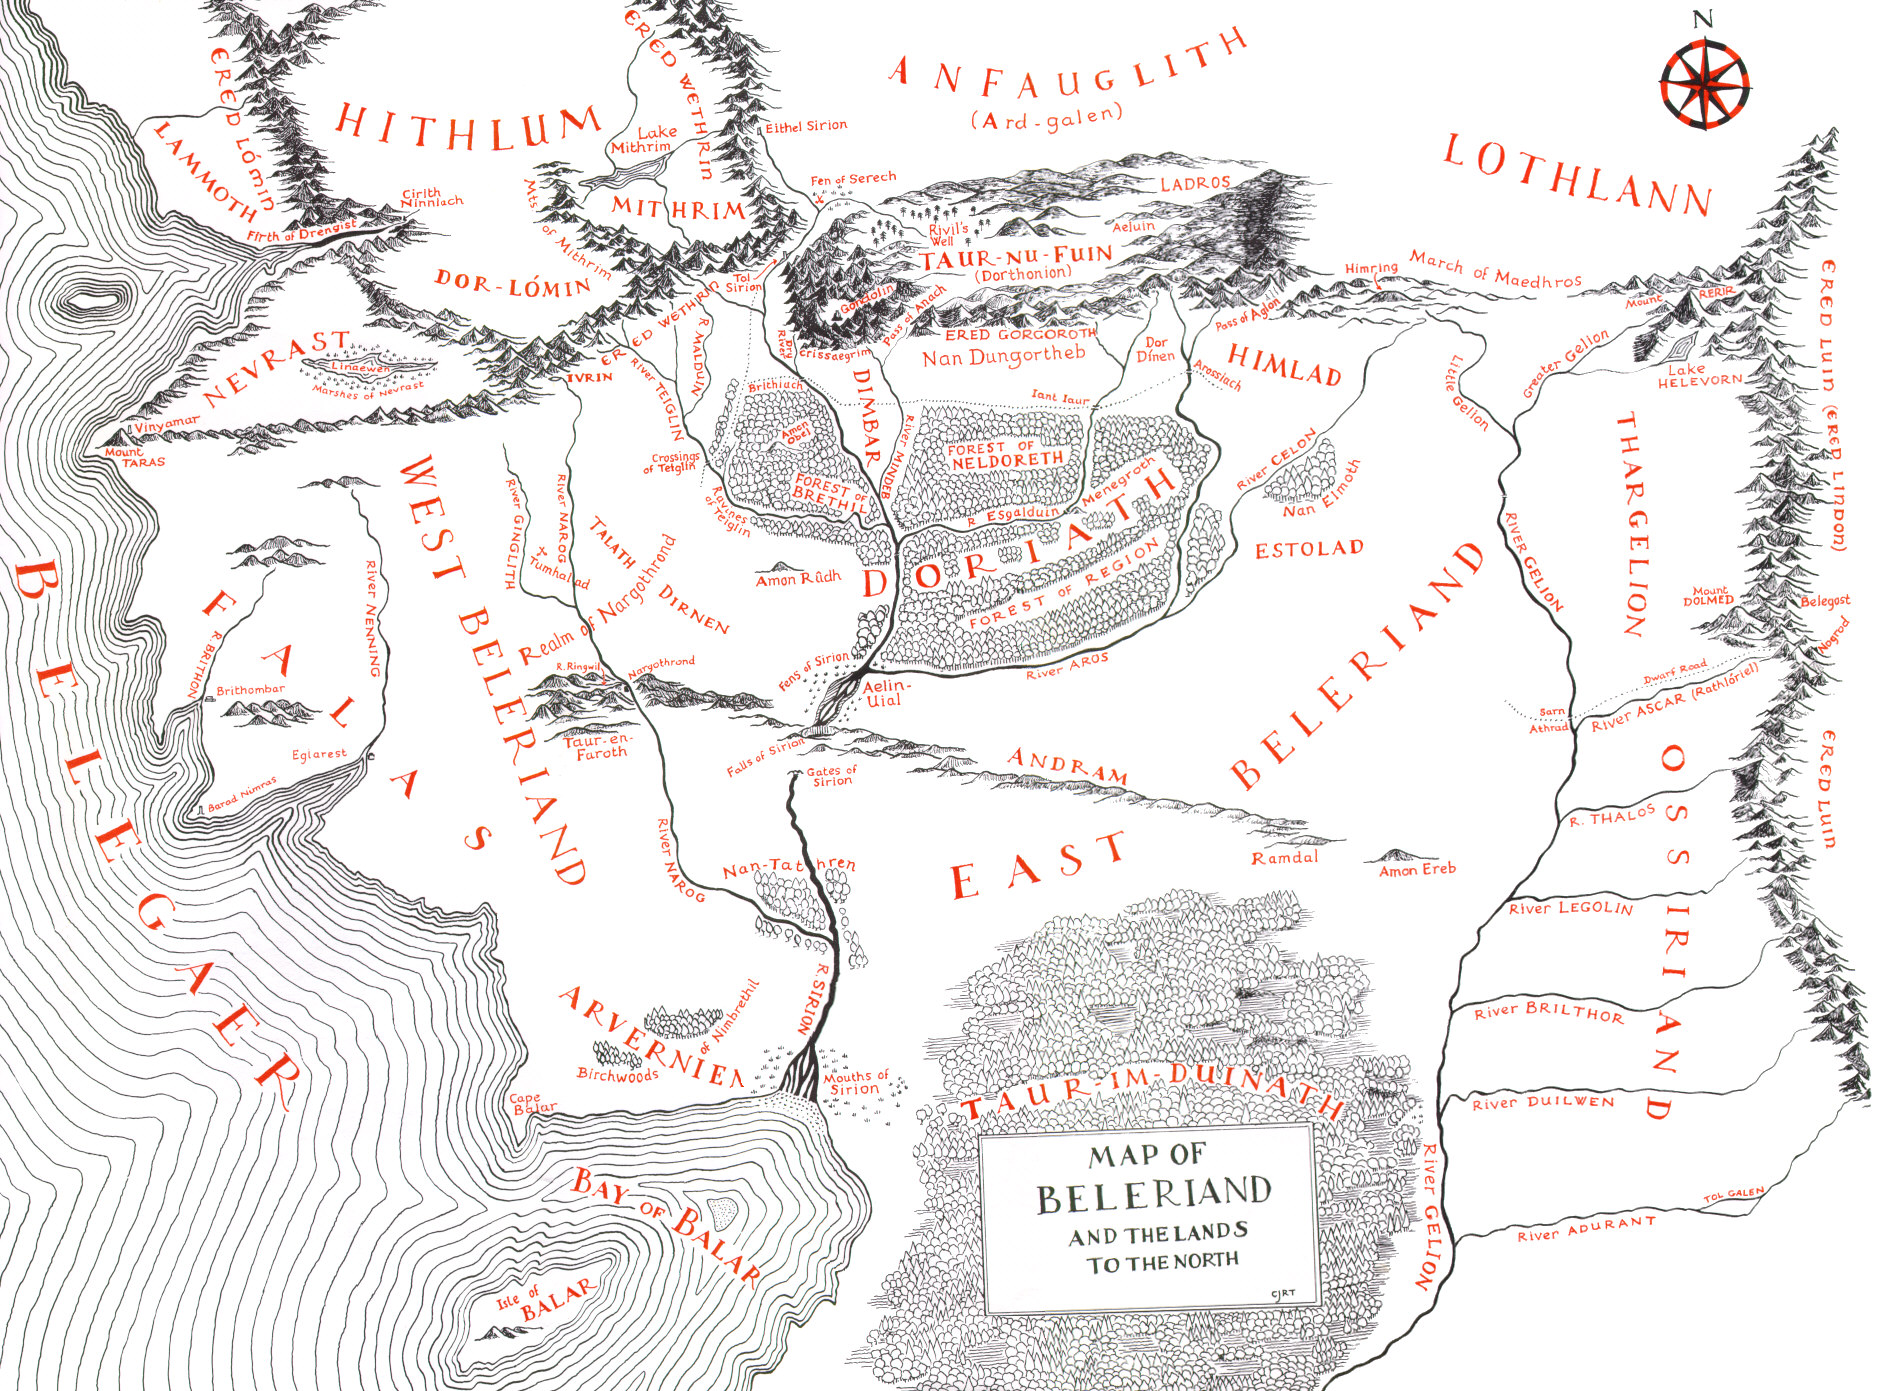 N
ERED WETHRIN
ERED LÓMIN
ANFAUGLITH
(Ard-galen)
HITHLUM
LAMMOTH
Lake
Mithrim
Eithel Sirion
LOTHLANN
Cirith
Ninniach
Firth of Drengist
Mts of Mithrim
MITHRIM
Fen of Serech
LADROS
Rivil's
Well
Aeluin
TAUR-NU-FUIN
(Dorthonion)
DOR-LÓMIN
Tol
Sirion
Gondolin
Pass of Anach
Himring
March of Maedhros
Mount
RERIR
ERED LUIN (ERED LINDON)
NEVRAST
Linaewen
Marshes of Nevrast
ERED WETHRIN
IVRIN
R. MALDUIN
River TEIGLIN
Dry
River
Crissaegrim
ERED GORGOROTH
Nan Dungortheb
Dor
Dínen
Pass of Aglon
HIMLAD
Arossiach
Little Gelion
Greater Gelion
Lake
HELEVORN
Vinyamar
Mount
TARAS
Brithiach
DIMBAR
Iant Iaur
Amon
Obel
River MINDEB
FOREST OF
NELDORETH
Crossings
of Teiglin
FOREST OF
BRETHIL
Ravines
of Teiglin
R. Esgalduin
Menegroth
River CELON
Nan Elmoth
THARGELION
WEST BELERIAND
River GINGLITH
River NAROG
Tumhalad
TALATH
DIRNEN
Realm of Nargothrond
Amon Rûdh
DORIATH
FOREST OF REGION
ESTOLAD
River GELION
Mount
DOLMED
Belegost
Nogrod
BELEGAER
FALAS
River NENNING
R. BRITHON
Brithombar
Eglarest
Barad Nimras
R. Ringwil
Nargothrond
Taur-en-
Faroth
Fens of Sirion
Aelin-
Uial
River AROS
Falls of Sirion
Gates of
Sirion
ANDRAM
EAST BELERIAND
Dwarf Road
Sarn
Athrad
River ASCAR (Rathlóriel)
ERED LUIN
OSSIRIAND
R. THALOS
Ramdal
Amon Ereb
River LEGOLIN
River NAROG
Nan-Tathren
R. SIRION
ARVERNIEN
Birchwoods
of Nimbrethil
Mouths of
Sirion
Cape
Balar
River BRILTHOR
River DUILWEN
TAUR-IM-DUINATH
River GELION
TOL GALEN
River ADURANT
BAY OF BALAR
Isle of
BALAR
MAP OF
BELERIAND
AND THE LANDS
TO THE NORTH
CJRT